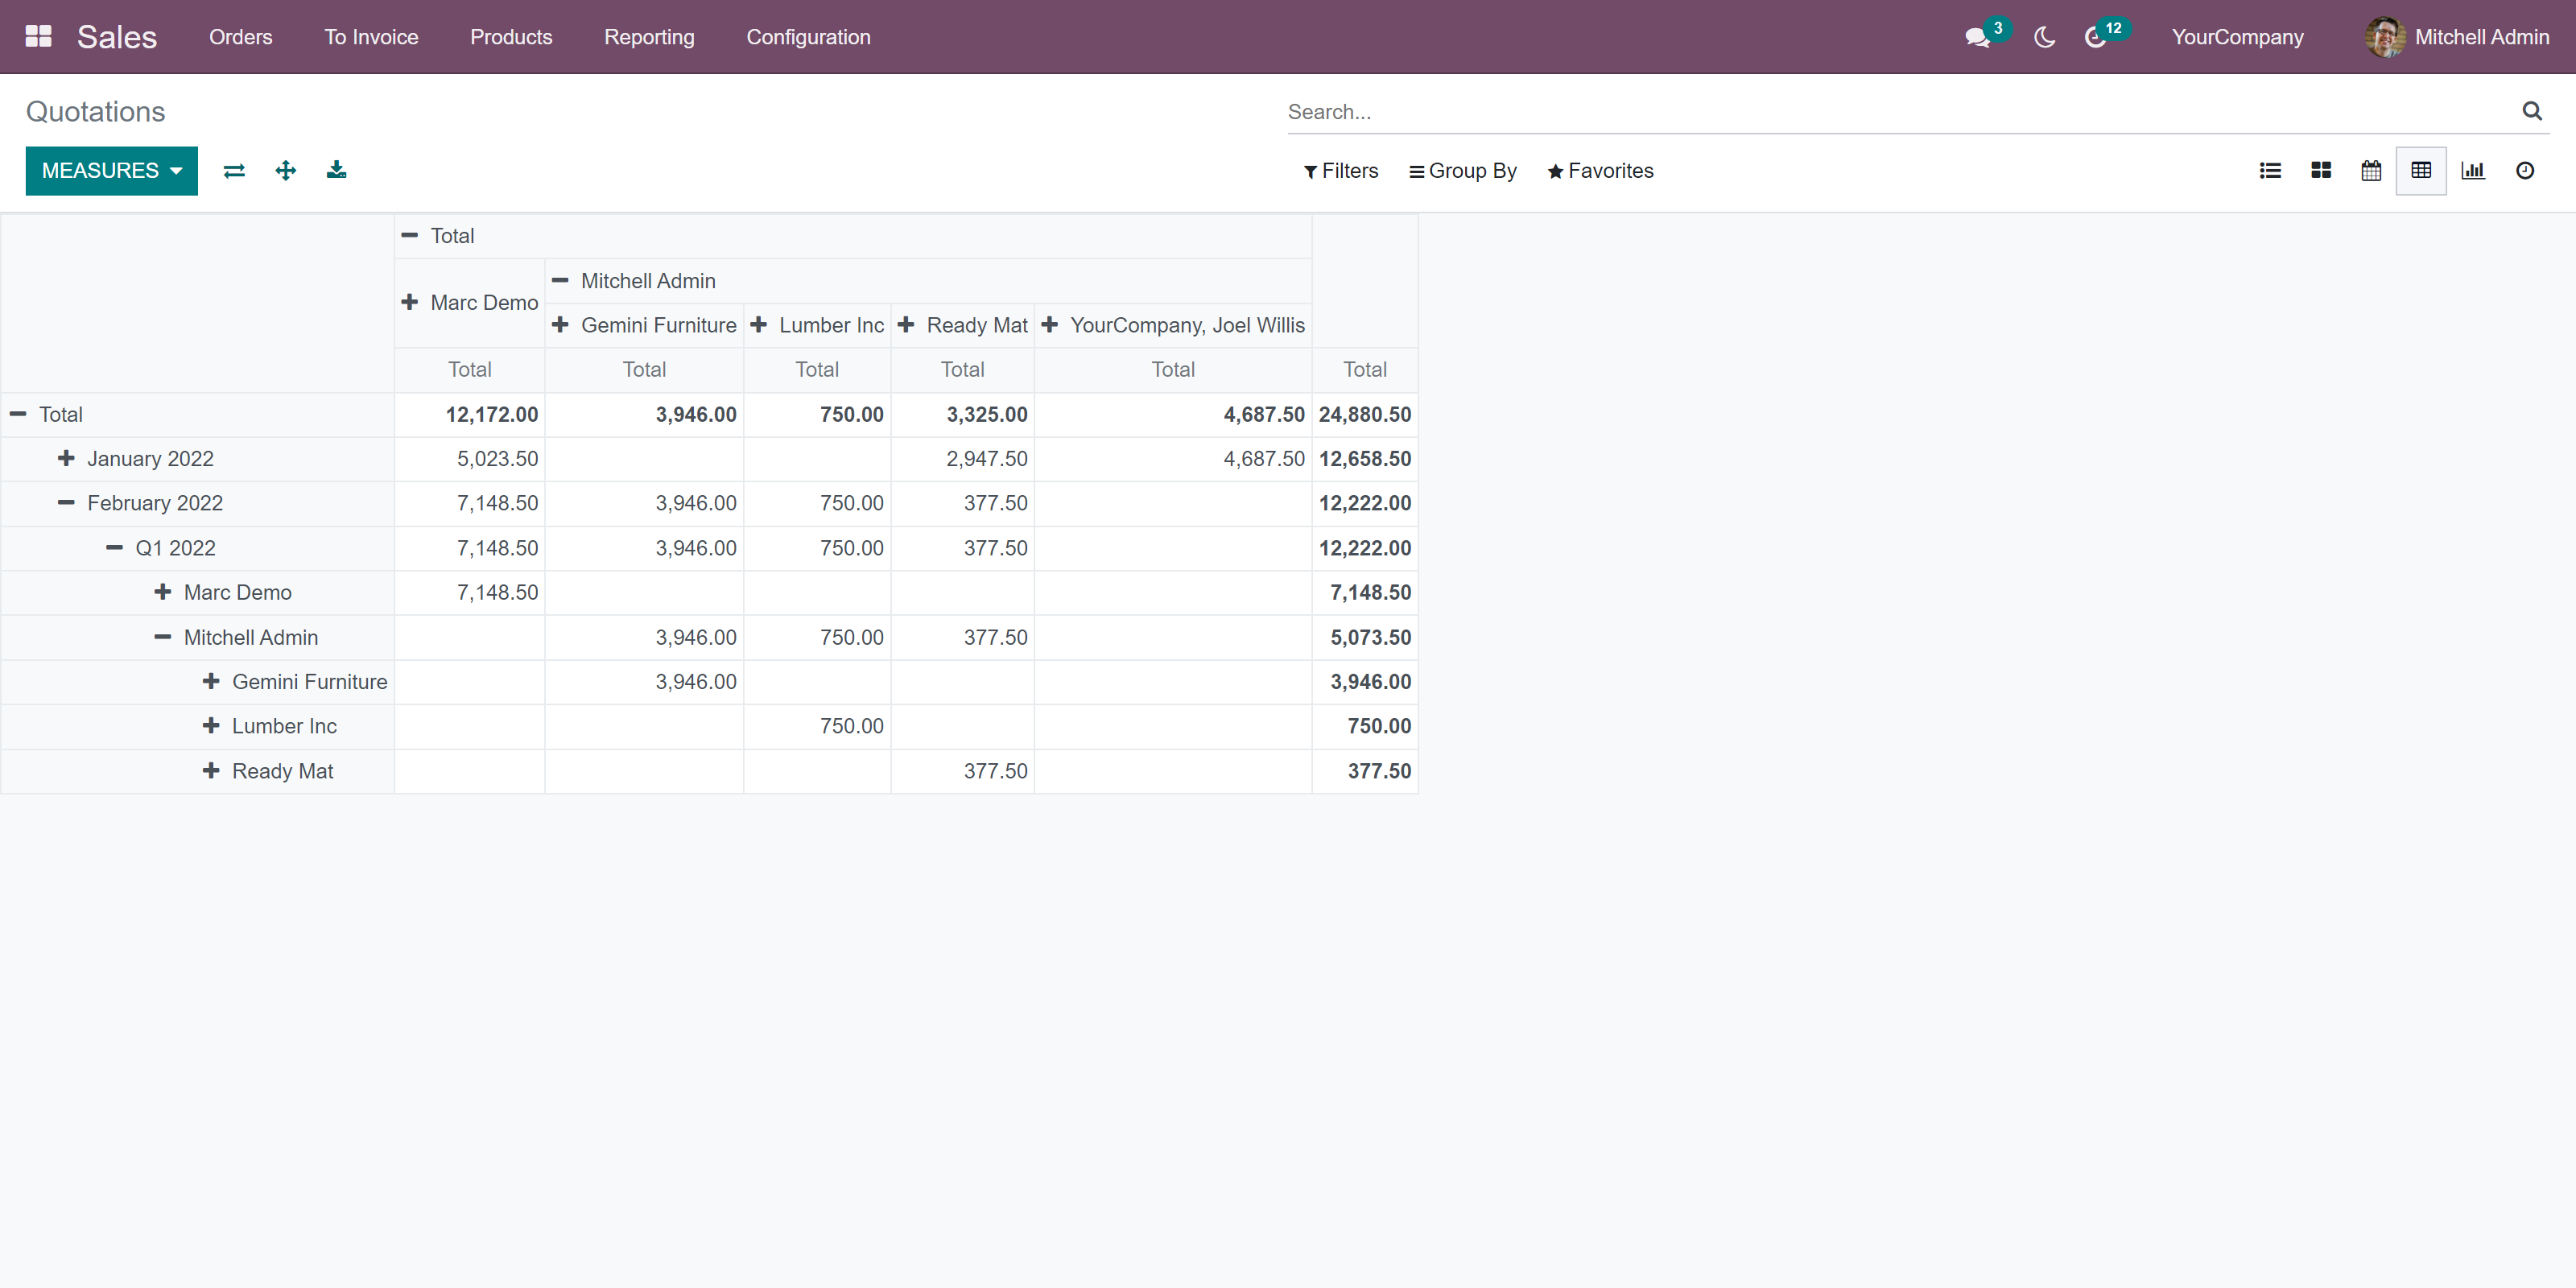 Sales Orders To Invoice Products Reporting Configuration 3 12 YourCompany Mitchell Admin
Quotations Search...
MEASURES Filters Group By Favorites
Total
Marc Demo Mitchell Admin
Gemini Furniture Lumber Inc Ready Mat YourCompany, Joel Willis
Total Total Total Total Total Total
Total 12,172.00 3,946.00 750.00 3,325.00 4,687.50 24,880.50
January 2022 5,023.50 2,947.50 4,687.50 12,658.50
February 2022 7,148.50 3,946.00 750.00 377.50 12,222.00
Q1 2022 7,148.50 3,946.00 750.00 377.50 12,222.00
Marc Demo 7,148.50 7,148.50
Mitchell Admin 3,946.00 750.00 377.50 5,073.50
Gemini Furniture 3,946.00 3,946.00
Lumber Inc 750.00 750.00
Ready Mat 377.50 377.50